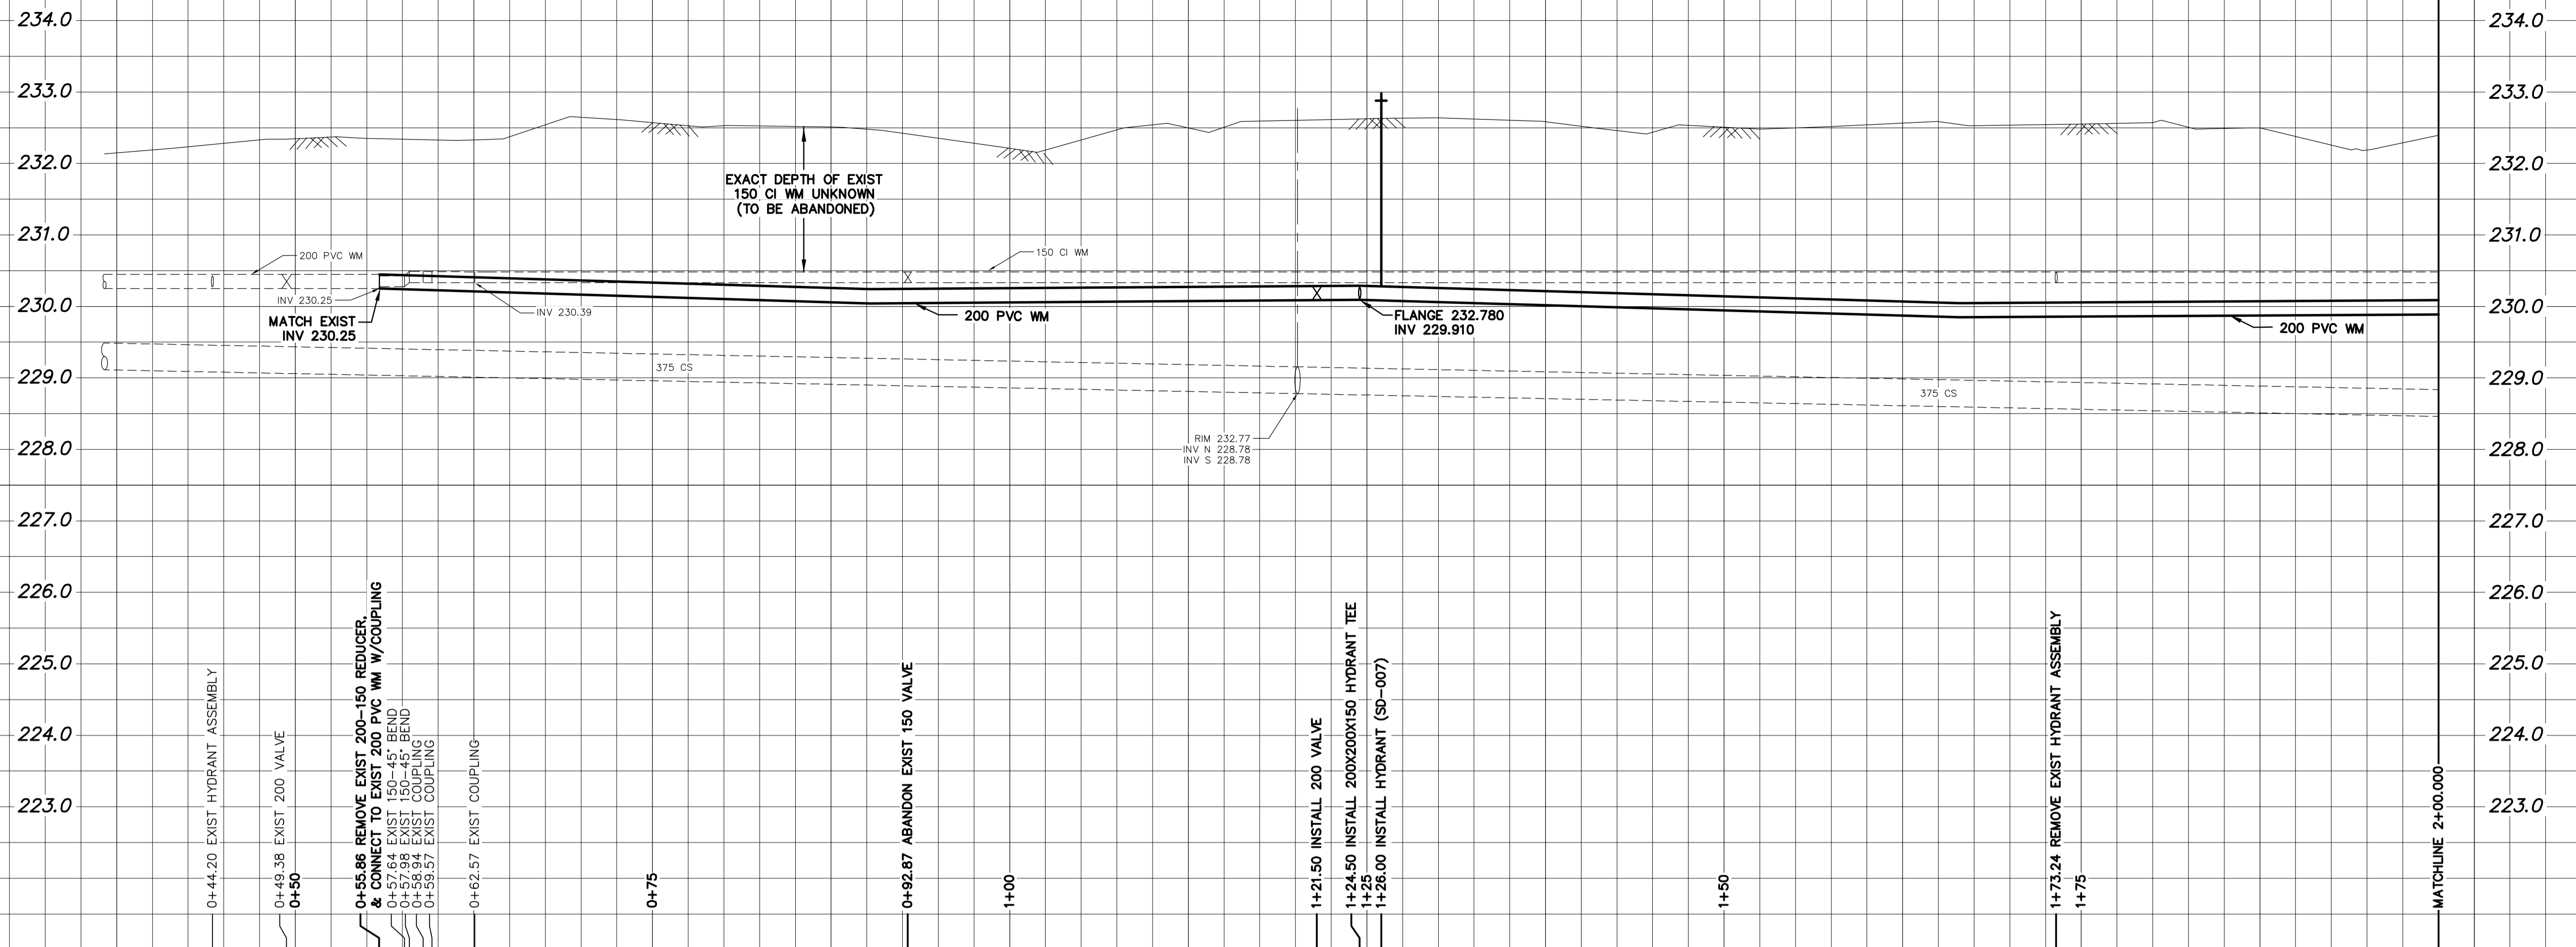 234.0
234.0
233.0
233.0
232.0
232.0
EXACT DEPTH OF EXIST
150 CI WM UNKNOWN
(TO BE ABANDONED)
231.0
231.0
200 PVC WM
150 CI WM
INV 230.25
230.0
230.0
INV 230.39
MATCH EXIST
INV 230.25
200 PVC WM
FLANGE 232.780
INV 229.910
200 PVC WM
229.0
229.0
375 CS
375 CS
RIM 232.77
INV N 228.78
INV S 228.78
228.0
228.0
227.0
227.0
226.0
226.0
225.0
225.0
224.0
224.0
223.0
223.0
0+44.20 EXIST HYDRANT ASSEMBLY
0+49.38 EXIST 200 VALVE
0+50
0+55.86 REMOVE EXIST 200-150 REDUCER,
& CONNECT TO EXIST 200 PVC WM W/COUPLING
0+57.64 EXIST 150-45° BEND
0+57.98 EXIST 150-45° BEND
0+58.94 EXIST COUPLING
0+59.57 EXIST COUPLING
0+62.57 EXIST COUPLING
0+75
0+92.87 ABANDON EXIST 150 VALVE
1+00
1+21.50 INSTALL 200 VALVE
1+24.50 INSTALL 200X200X150 HYDRANT TEE
1+25
1+26.00 INSTALL HYDRANT (SD-007)
1+50
1+73.24 REMOVE EXIST HYDRANT ASSEMBLY
1+75
MATCHLINE 2+00.000